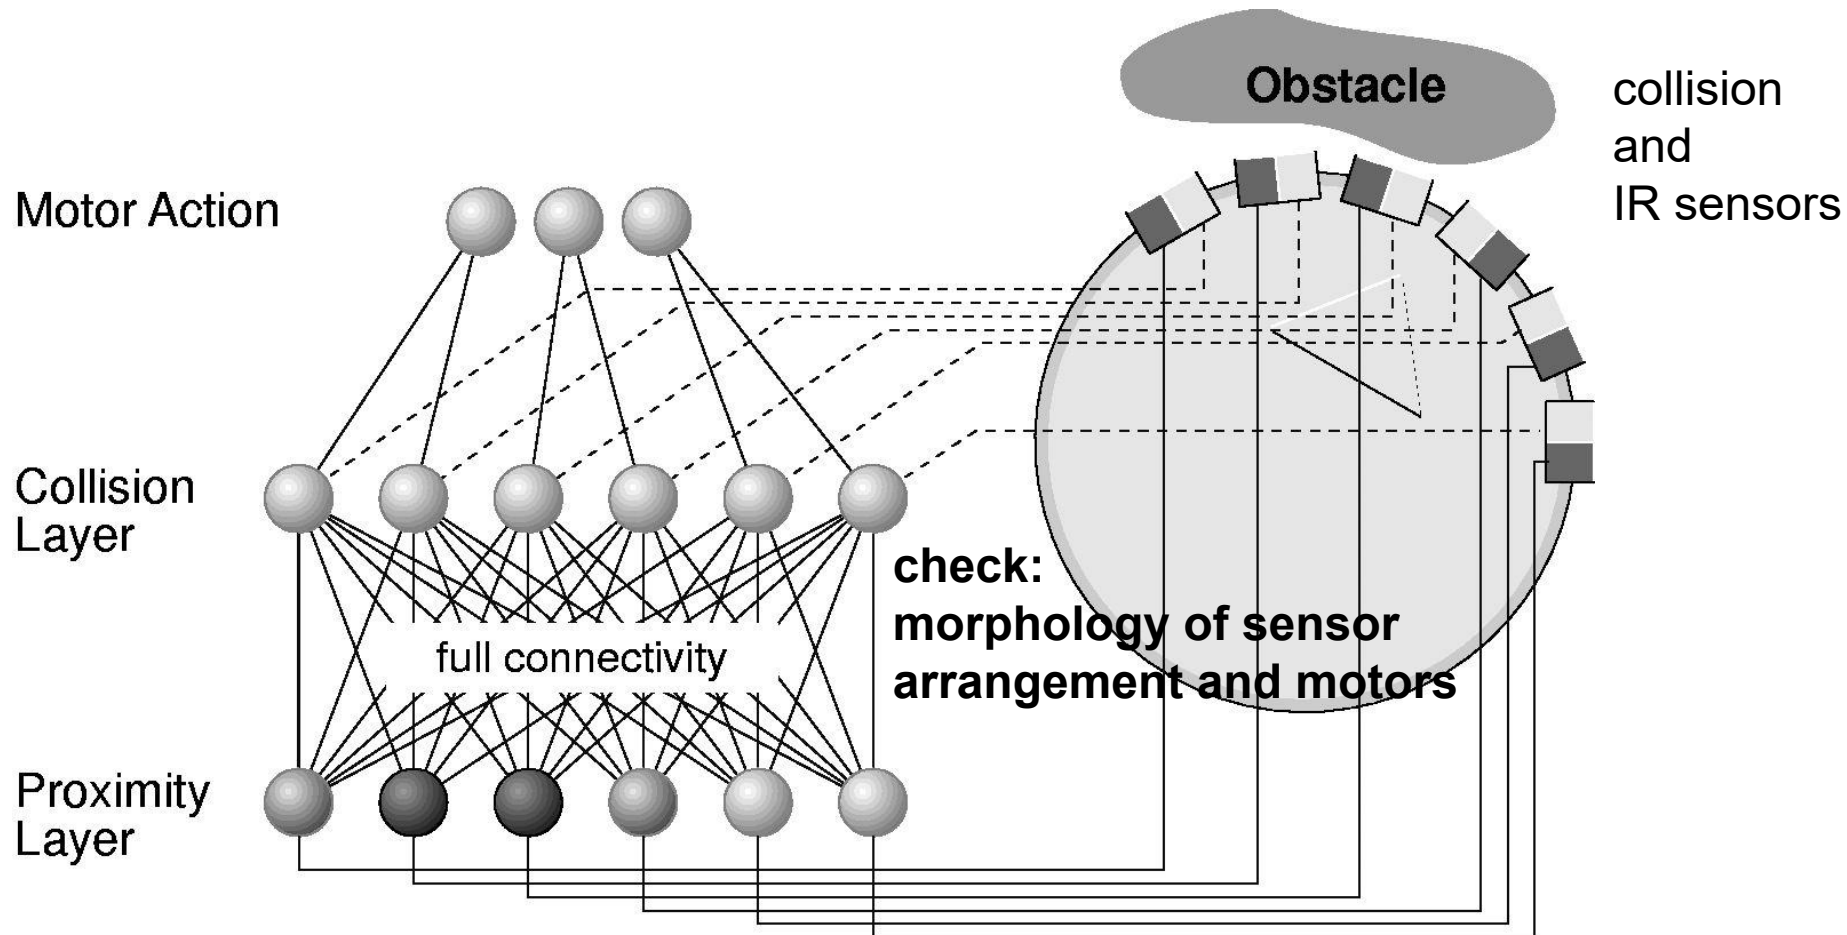 Obstacle
collision
and
IR sensors
Motor Action
Collision
Layer
check:
morphology of sensor
arrangement and motors
full connectivity
Proximity
Layer